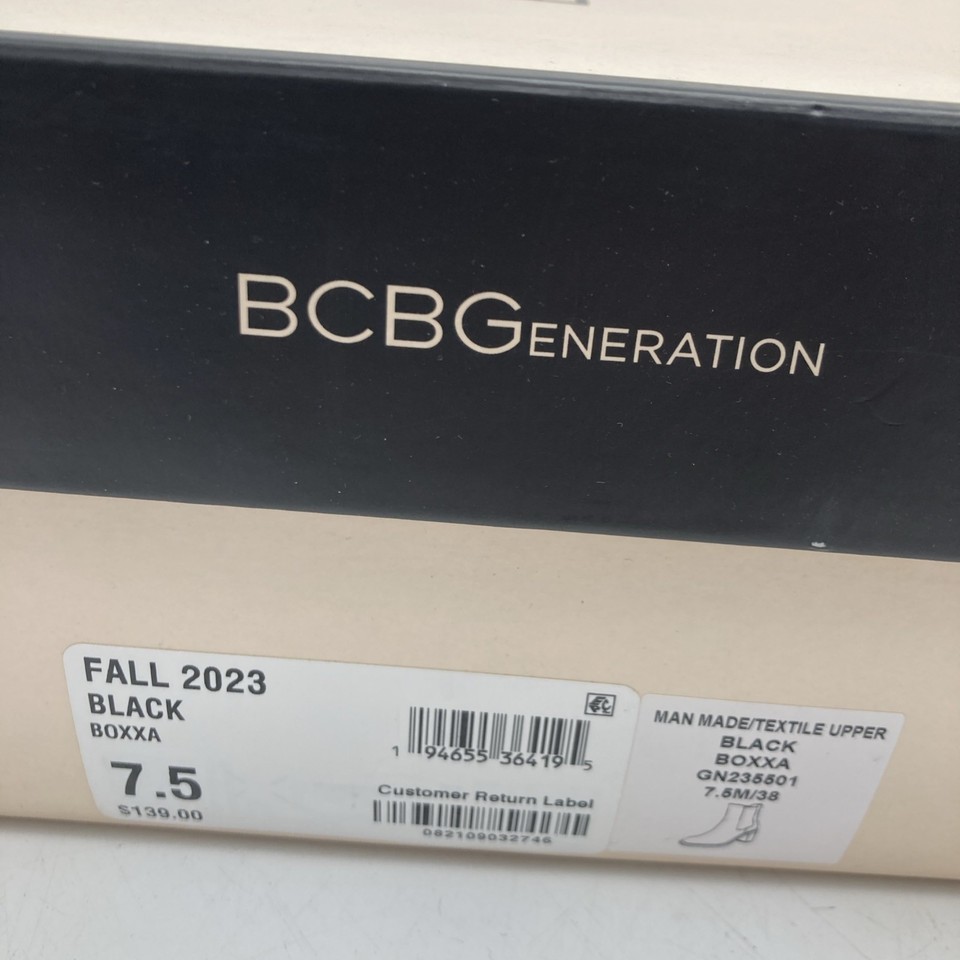 BCBGENERATION
FALL 2023
BLACK
BOXXA
7.5
$139.00
1 94655 36419 5
Customer Return Label
082109032746
MAN MADE/TEXTILE UPPER
BLACK
BOXXA
GN235501
7.5M/38